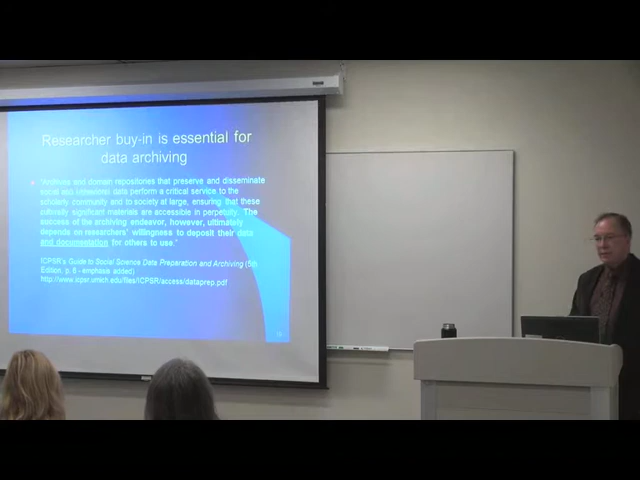 Researcher buy-in is essential for
data archiving
"Archives and domain repositories that preserve and disseminate
social and behavioral data perform a critical service to the
scholarly community and to society at large, ensuring that these
culturally significant materials are accessible in perpetuity. The
success of the archiving endeavor, however, ultimately
depends on researchers' willingness to deposit their data
and documentation for others to use."
ICPSR's Guide to Social Science Data Preparation and Archiving (5th
Edition, p. 6 - emphasis added)
http://www.icpsr.umich.edu/files/ICPSR/access/dataprep.pdf